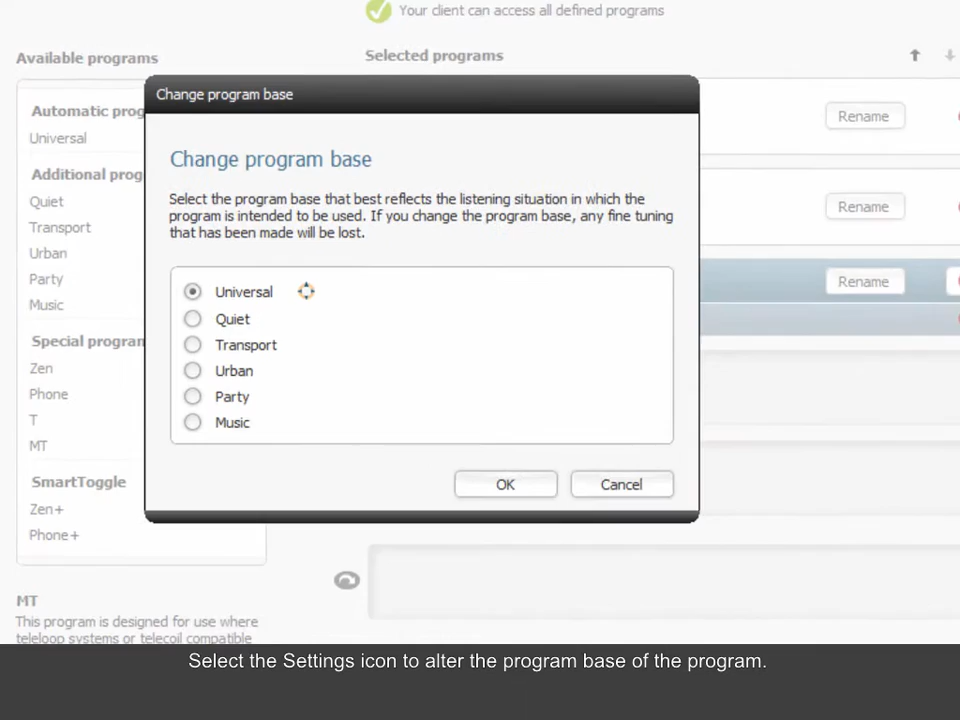 Your client can access all defined programs
Available programs
Selected programs
Change program base
Automatic prog
Rename
Universal
Change program base
Additional prog
Select the program base that best reflects the listening situation in which the
program is intended to be used. If you change the program base, any fine tuning
that has been made will be lost.
Quiet
Rename
Transport
Urban
Party
Rename
Music
Universal
Quiet
Transport
Urban
Party
Music
Special program
Zen
Phone
T
MT
SmartToggle
OK
Cancel
Zen+
Phone+
MT
This program is designed for use where
teleloop systems or telecoil compatible
Select the Settings icon to alter the program base of the program.